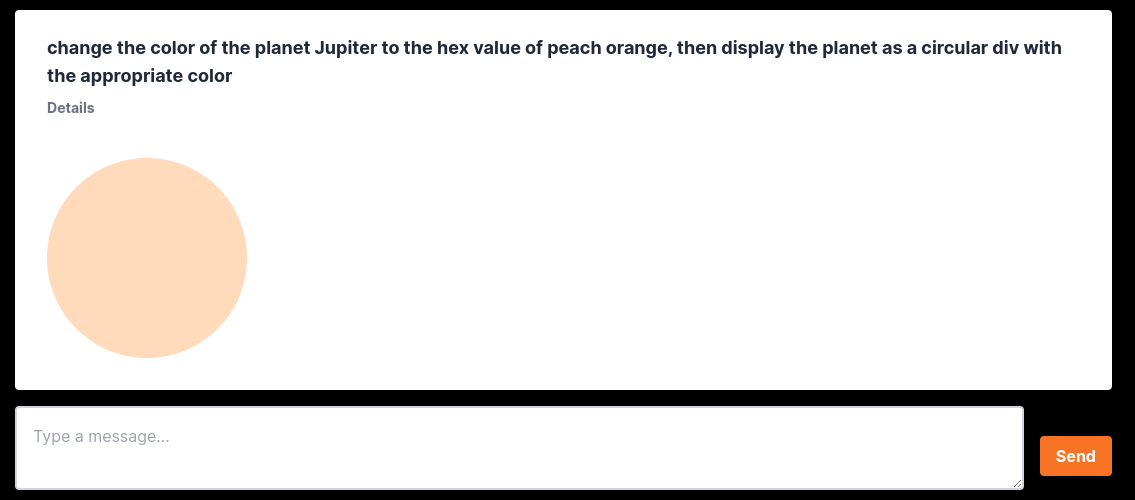 change the color of the planet Jupiter to the hex value of peach orange, then display the planet as a circular div with
the appropriate color
Details
Type a message...
Send